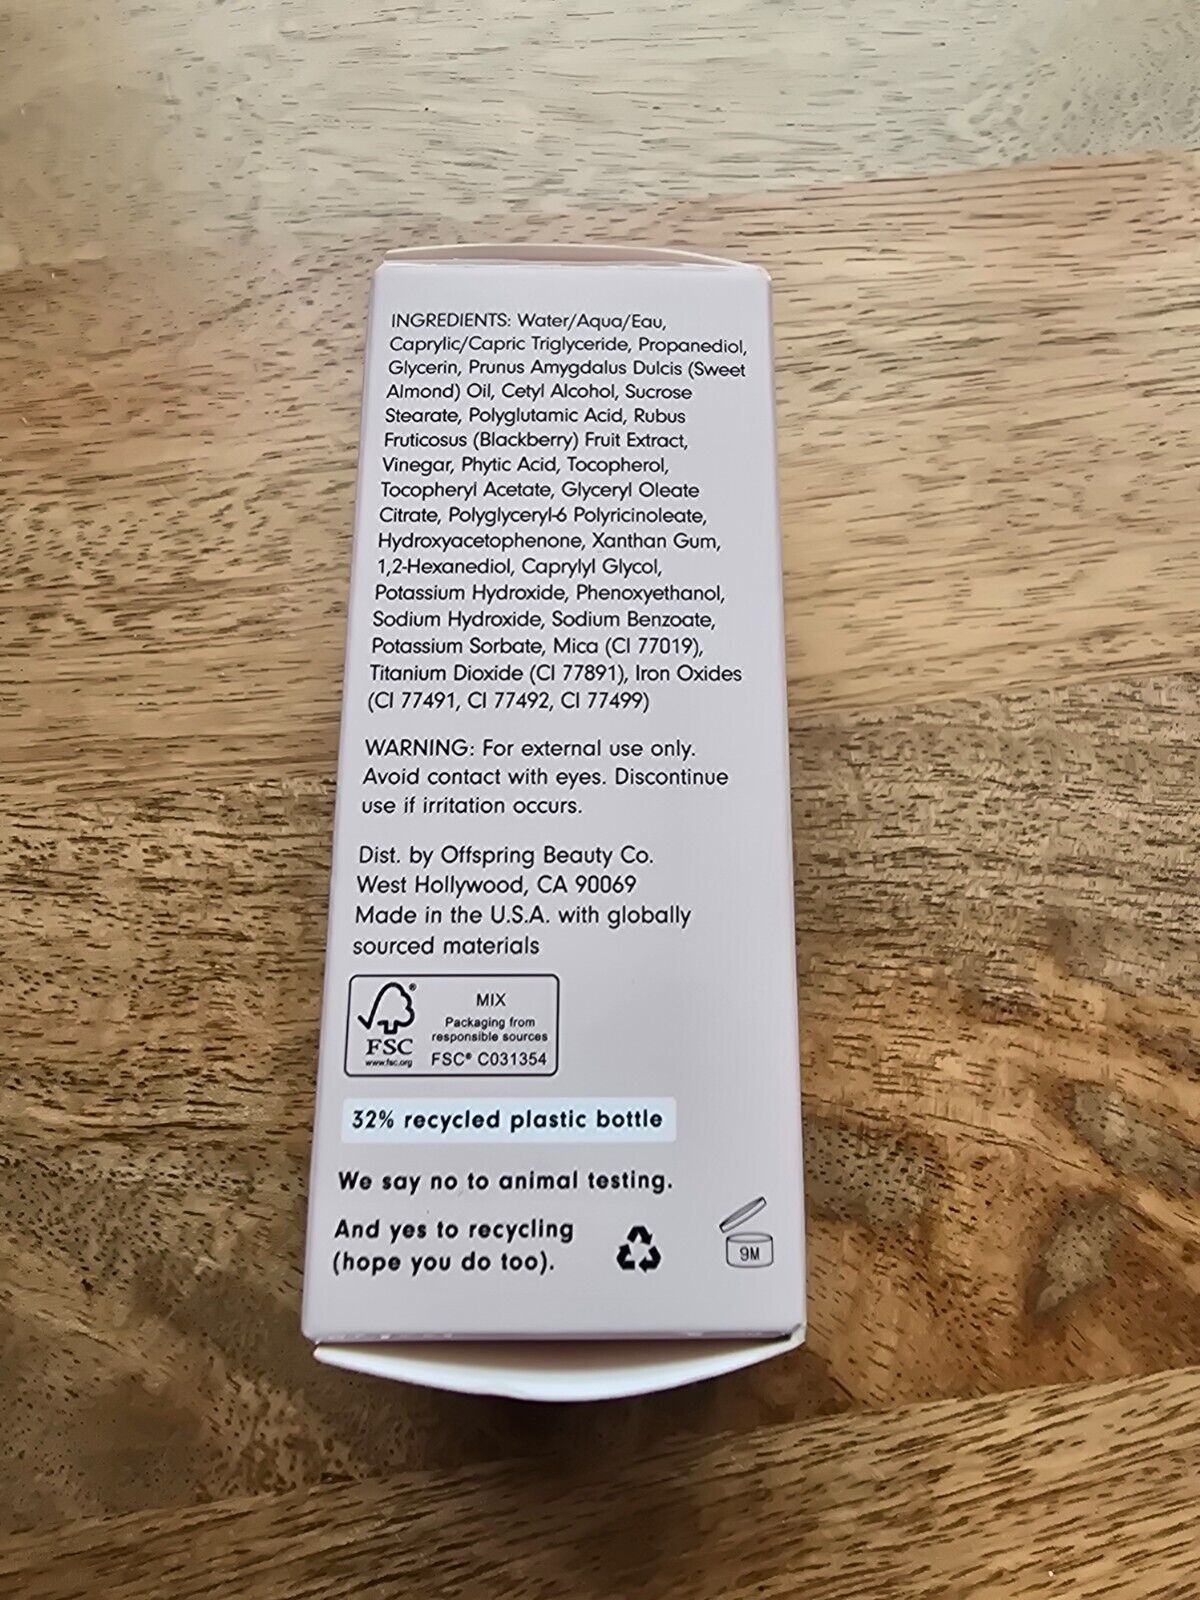 INGREDIENTS: Water/Aqua/Eau,
Caprylic/Capric Triglyceride, Propanediol,
Glycerin, Prunus Amygdalus Dulcis (Sweet
Almond) Oil, Cetyl Alcohol, Sucrose
Stearate, Polyglutamic Acid, Rubus
Fruticosus (Blackberry) Fruit Extract,
Vinegar, Phytic Acid, Tocopherol,
Tocopheryl Acetate, Glyceryl Oleate
Citrate, Polyglyceryl-6 Polyricinoleate,
Hydroxyacetophenone, Xanthan Gum,
1,2-Hexanediol, Caprylyl Glycol,
Potassium Hydroxide, Phenoxyethanol,
Sodium Hydroxide, Sodium Benzoate,
Potassium Sorbate, Mica (CI 77019),
Titanium Dioxide (CI 77891), Iron Oxides
(CI 77491, CI 77492, CI 77499)
WARNING: For external use only.
Avoid contact with eyes. Discontinue
use if irritation occurs.
Dist. by Offspring Beauty Co.
West Hollywood, CA 90069
Made in the U.S.A. with globally
sourced materials
®
FSC
www.fsc.org
MIX
Packaging from
responsible sources
FSC® C031354
32% recycled plastic bottle
We say no to animal testing.
And yes to recycling
(hope you do too).
9M